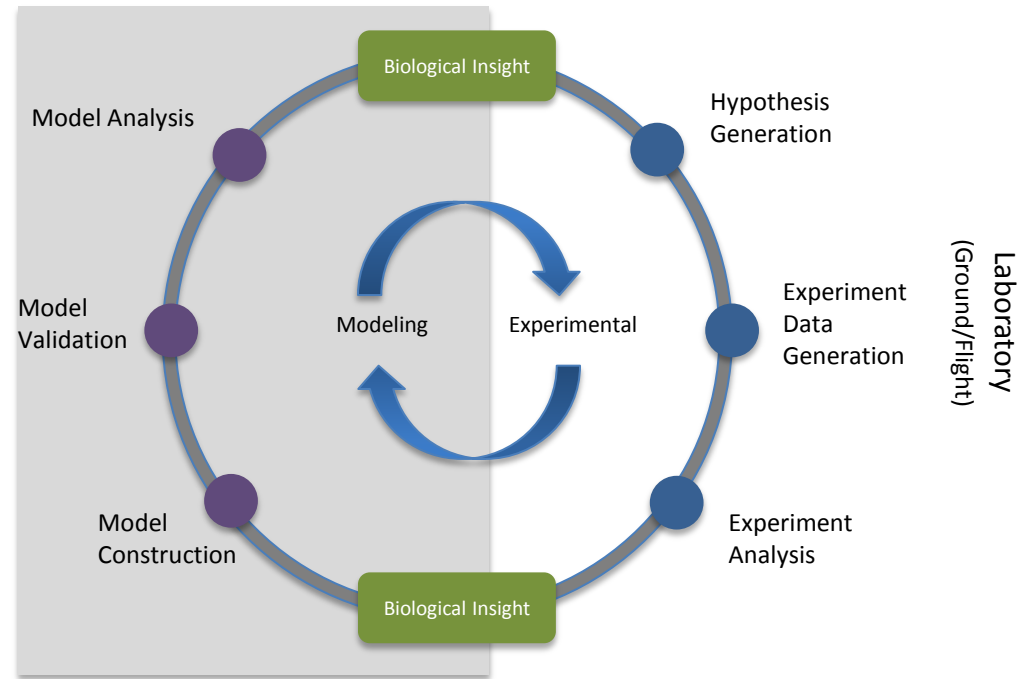 Biological Insight
Model Analysis
Hypothesis
Generation
Model
Validation
Modeling
Experimental
Experiment
Data
Generation
Laboratory
(Ground/Flight)
Model
Construction
Experiment
Analysis
Biological Insight